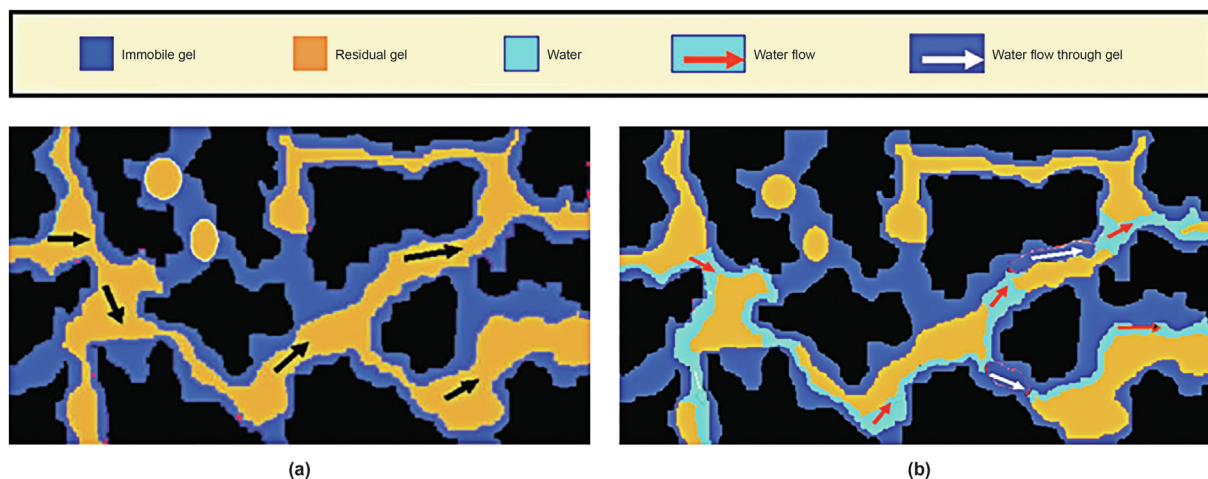 Immobile gel
Residual gel
Water
Water flow
Water flow through gel
(a)
(b)